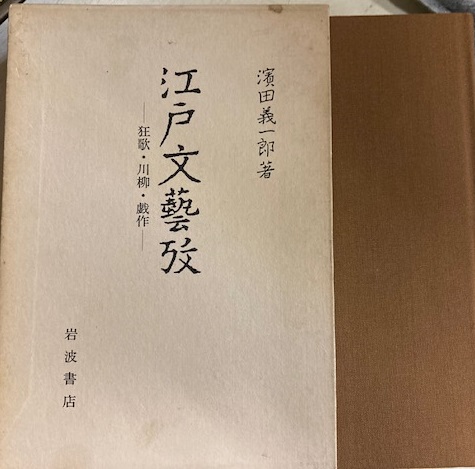 濱田義一郎著
江戸文藝攷
―狂歌・川柳・戯作―
岩波書店